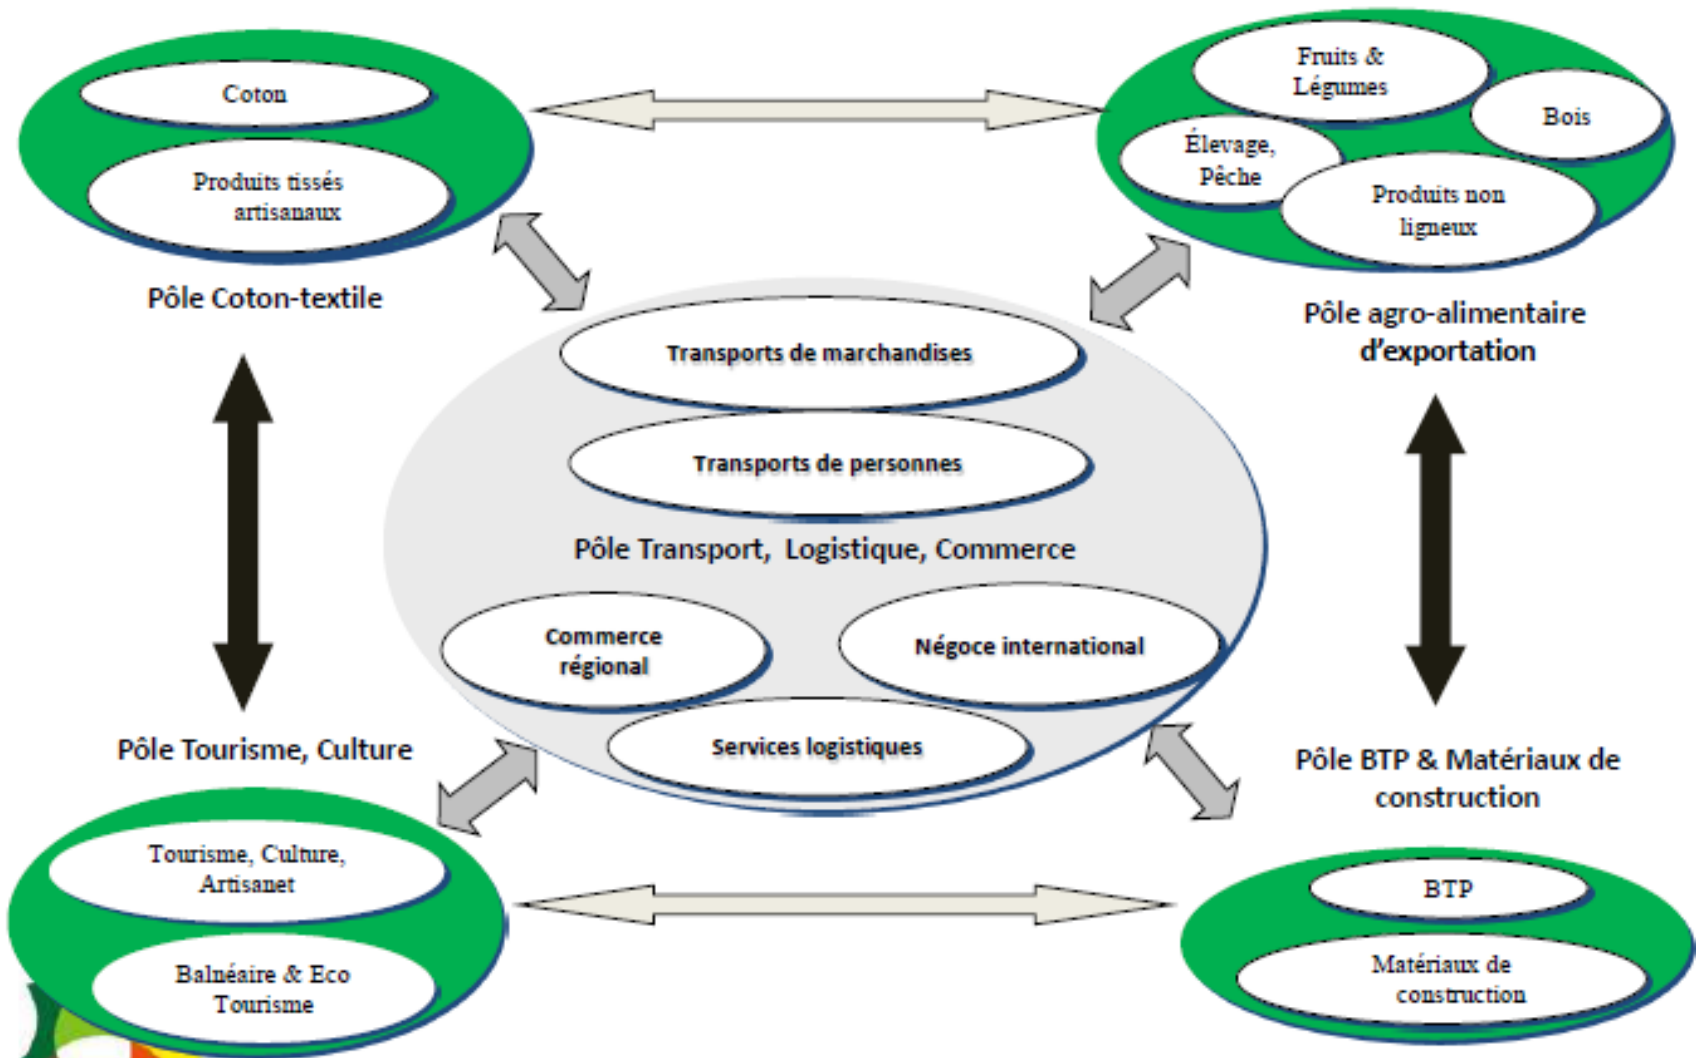 Coton
Produits tissés
artisanaux
Pôle Coton-textile
Fruits &
Légumes
Bois
Élevage,
Pêche
Produits non
ligneux
Pôle agro-alimentaire
d'exportation
Transports de marchandises
Transports de personnes
Pôle Transport, Logistique, Commerce
Commerce
régional
Négoce international
Services logistiques
Pôle Tourisme, Culture
Tourisme, Culture,
Artisanet
Balnéaire & Eco
Tourisme
Pôle BTP & Matériaux de
construction
BTP
Matériaux de
construction